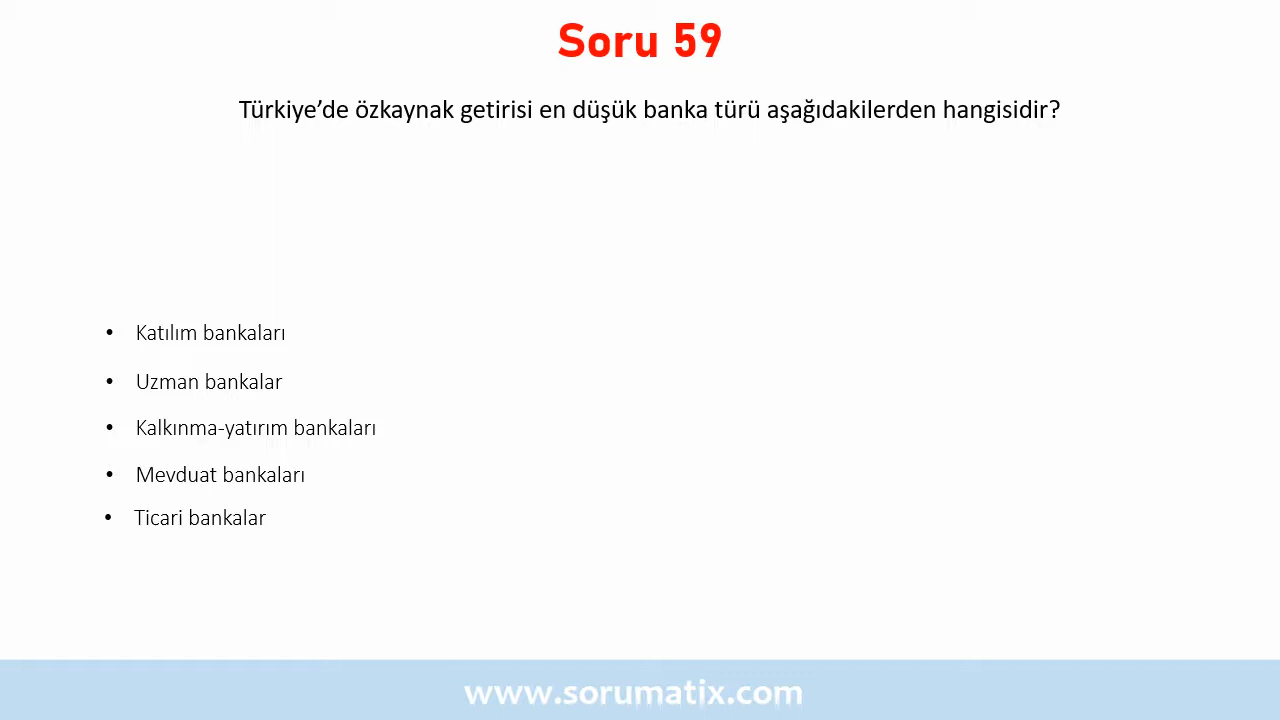 Soru 59
Türkiye’de özkaynak getirisi en düşük banka türü aşağıdakilerden hangisidir?
• Katılım bankaları
• Uzman bankalar
• Kalkınma-yatırım bankaları
• Mevduat bankaları
• Ticari bankalar
www.sorumatix.com